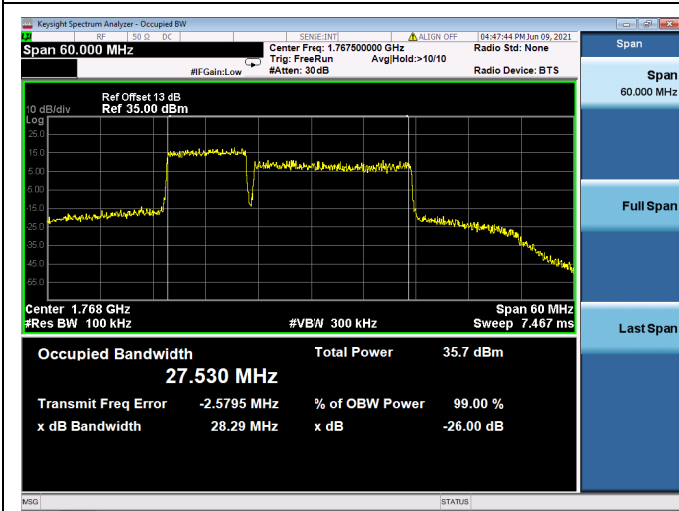 Keysight Spectrum Analyzer - Occupied BW
RF 50 Ω DC SENSE:INT ALIGN OFF 04:47:44 PM Jun 09, 2021
Span 60.000 MHz
Center Freq: 1.767500000 GHz
Radio Std: None
Trig: FreeRun Avg|Hold:>10/10
#IFGain:Low
#Atten: 30 dB
Radio Device: BTS
Ref Offset 13 dB
10 dB/div Ref 35.00 dBm
Log
25.0
15.0
5.00
-5.00
-15.0
-25.0
-35.0
-45.0
-55.0
Center 1.768 GHz
Span 60 MHz
#Res BW 100 kHz
#VBW 300 kHz
Sweep 7.467 ms
Occupied Bandwidth
Total Power 35.7 dBm
27.530 MHz
Transmit Freq Error -2.5795 MHz
% of OBW Power 99.00 %
x dB Bandwidth 28.29 MHz
x dB -26.00 dB
MSG
STATUS
Span
Span
60.000 MHz
Full Span
Last Span